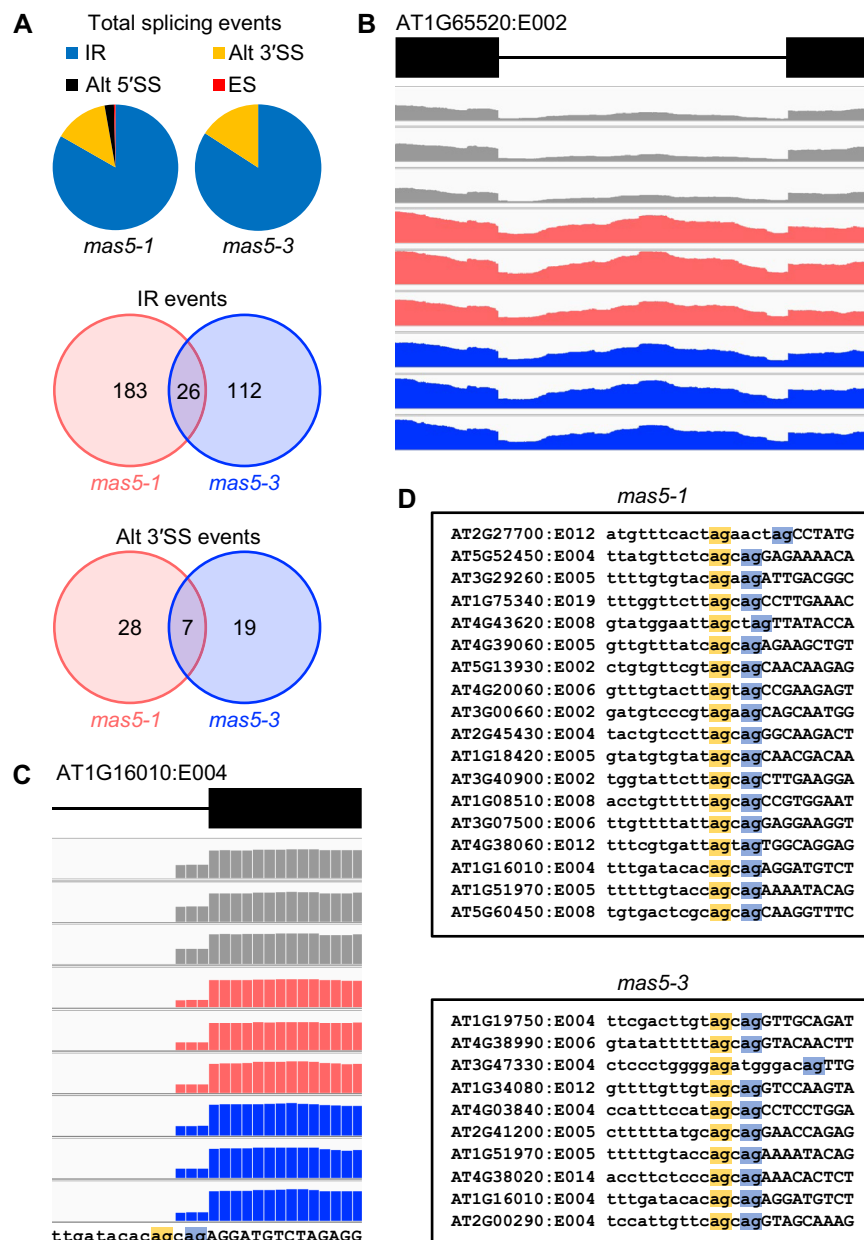 A
Total splicing events
IR
Alt 3′SS
Alt 5′SS
ES
mas5-1
mas5-3
IR events
183
26
112
mas5-1
mas5-3
Alt 3′SS events
28
7
19
mas5-1
mas5-3
B
AT1G65520:E002
C
AT1G16010:E004
ttgatacacagcagAGGATGTCTAGAGG
D
mas5-1
AT2G27700:E012 atgtttcactagaactagCCTATG
AT5G52450:E004 ttatgttctcagcagGAGAAAACA
AT3G29260:E005 ttttgtgtacagaagATTGACGGC
AT1G75340:E019 tttggttcttagcagCCTTGAAAC
AT4G43620:E008 gtatggaattagctagTTATACCA
AT4G39060:E005 gttgtttatcagcagAGAAGCTGT
AT5G13930:E002 ctgtgttcgtagcagCAACAAGAG
AT4G20060:E006 gtttgtacttagtagCCGAAGAGT
AT3G00660:E002 gatgtcccgtagaagCAGCAATGG
AT2G45430:E004 tactgtccttagcagGGCAAGACT
AT1G18420:E005 gtatgtgtatagcagCAACGACAA
AT3G40900:E002 tggtattcttagcagCTTGAAGGA
AT1G08510:E008 acctgtttttagcagCCGTGGAAT
AT3G07500:E006 ttgttttattagcagGAGGAAGGT
AT4G38060:E012 tttcgtgattagtagTGGCAGGAG
AT1G16010:E004 tttgatacacagcagAGGATGTCT
AT1G51970:E005 tttttgtaccagcagAAAATACAG
AT5G60450:E008 tgtgactcgcagcagCAAGGTTTC
mas5-3
AT1G19750:E004 ttcgacttgtagcagGTTGCAGAT
AT4G38990:E006 gtatatttttagcagGTACAACTT
AT3G47330:E004 ctccctggggagatgggacagTTG
AT1G34080:E012 gttttgttgtagcagGTCCAAGTA
AT4G03840:E004 ccatttccatagcagCCTCCTGGA
AT2G41200:E005 ctttttatgcagcagGAACCAGAG
AT1G51970:E005 tttttgtaccagcagAAAATACAG
AT4G38020:E014 accttctcccagcagAAACACTCT
AT1G16010:E004 tttgatacacagcagAGGATGTCT
AT2G00290:E004 tccattgttcagcagGTAGCAAAG